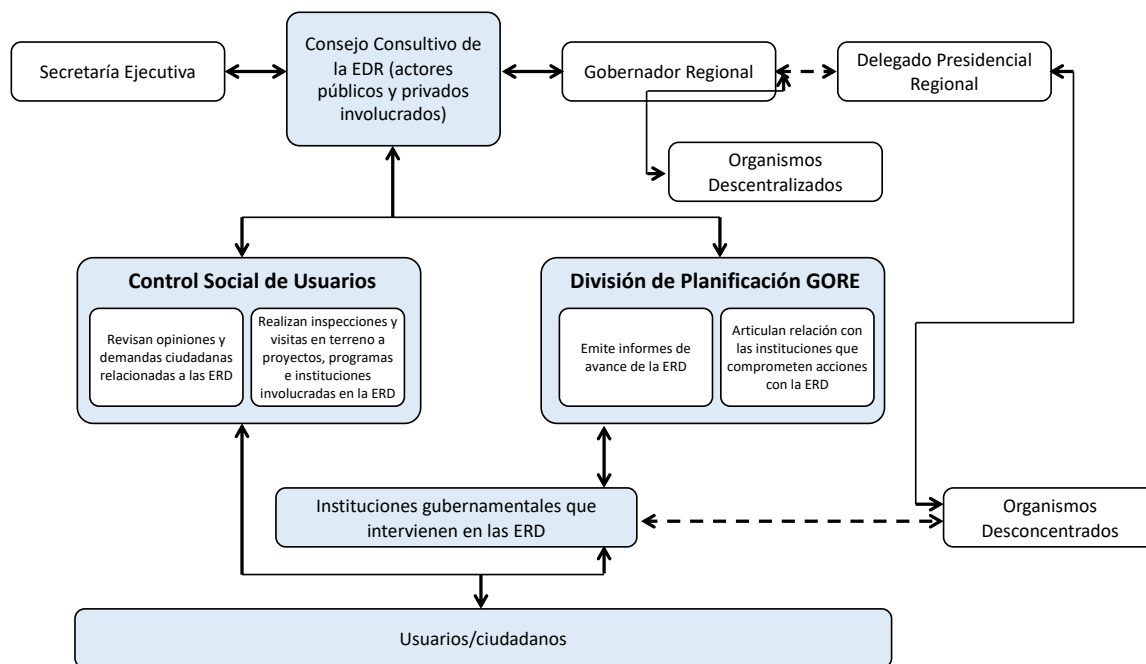 Secretaría Ejecutiva
Consejo Consultivo de
la EDR (actores
públicos y privados
involucrados)
Gobernador Regional
Delegado Presidencial
Regional
Organismos
Descentralizados
Control Social de Usuarios
Revisan opiniones y
demandas ciudadanas
relacionadas a las ERD
Realizan inspecciones y
visitas en terreno a
proyectos, programas
e instituciones
involucradas en la ERD
División de Planificación GORE
Emite informes de
avance de la ERD
Articulan relación con
las instituciones que
comprometen acciones
con la ERD
Instituciones gubernamentales que
intervienen en las ERD
Organismos
Desconcentrados
Usuarios/ciudadanos